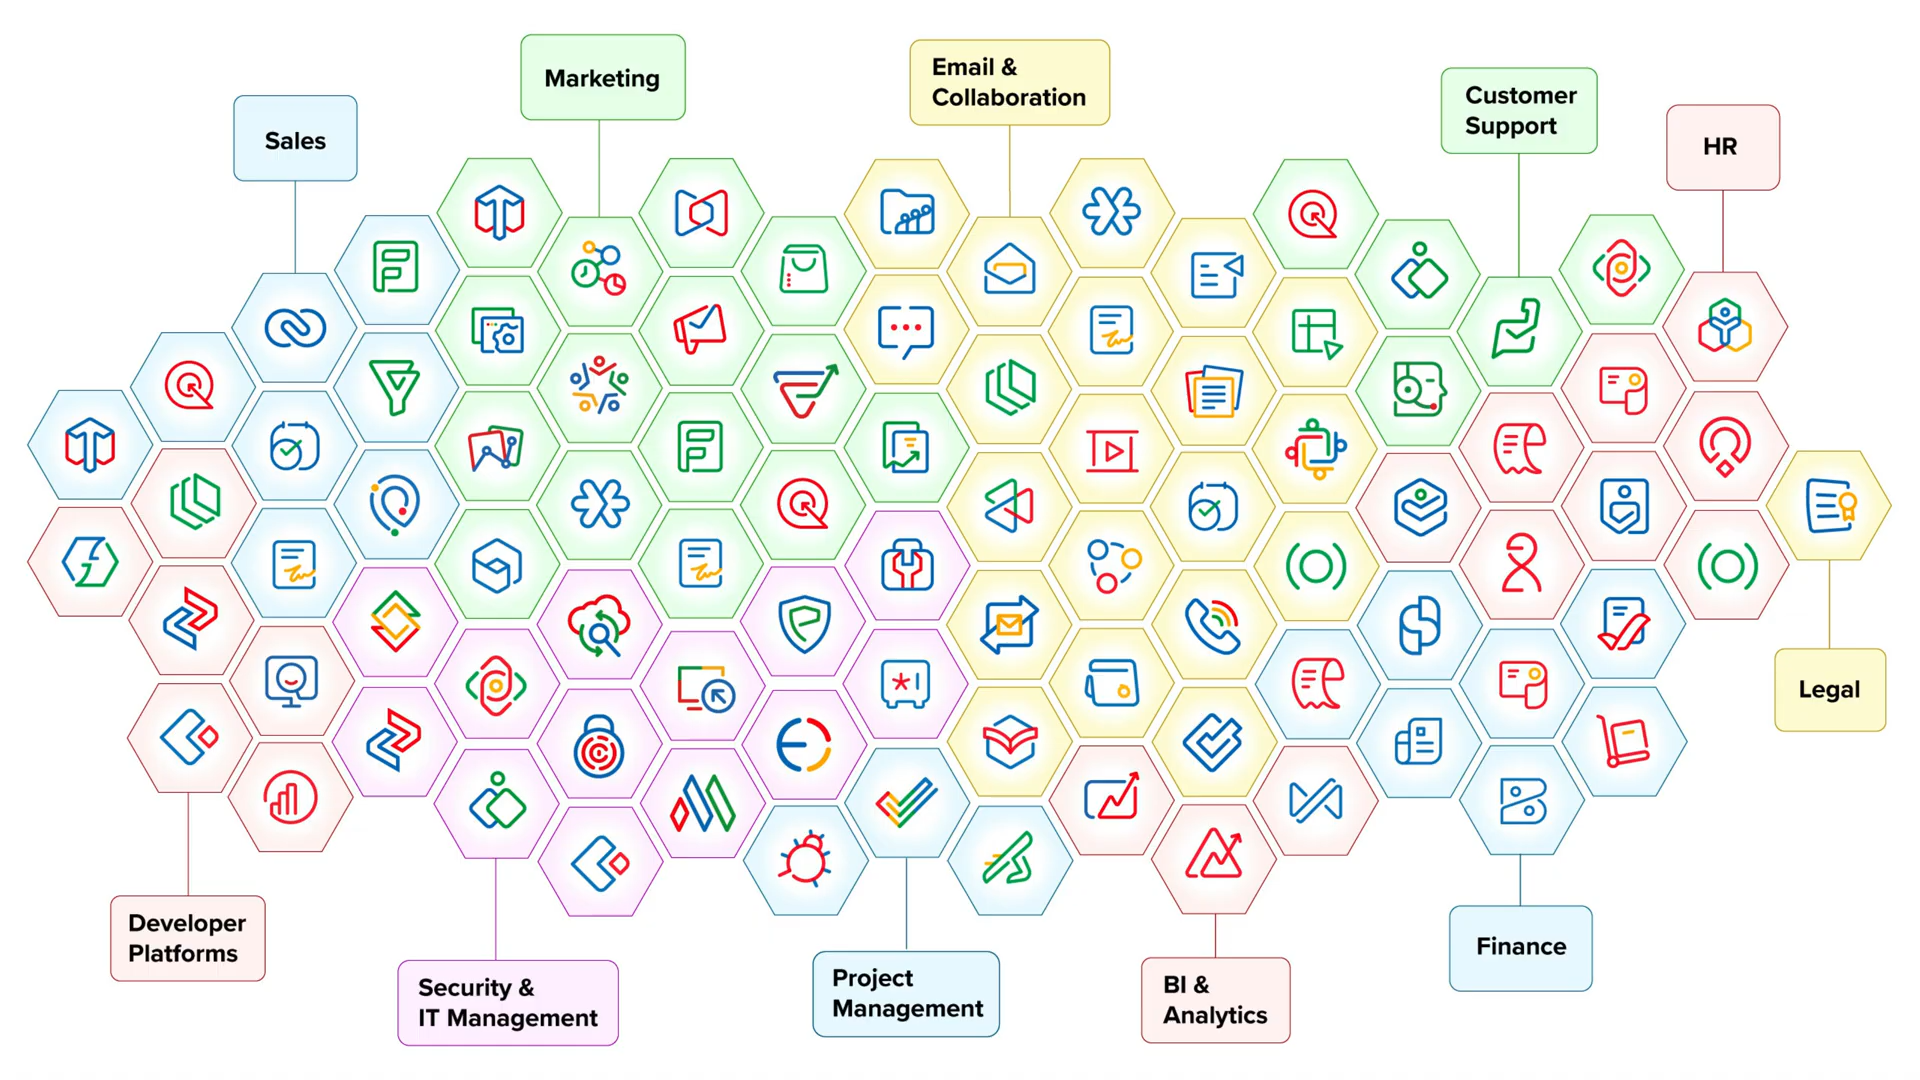 Marketing
Email &
Collaboration
Customer
Support
Sales
HR
Legal
Developer
Platforms
Security &
IT Management
Project
Management
BI &
Analytics
Finance